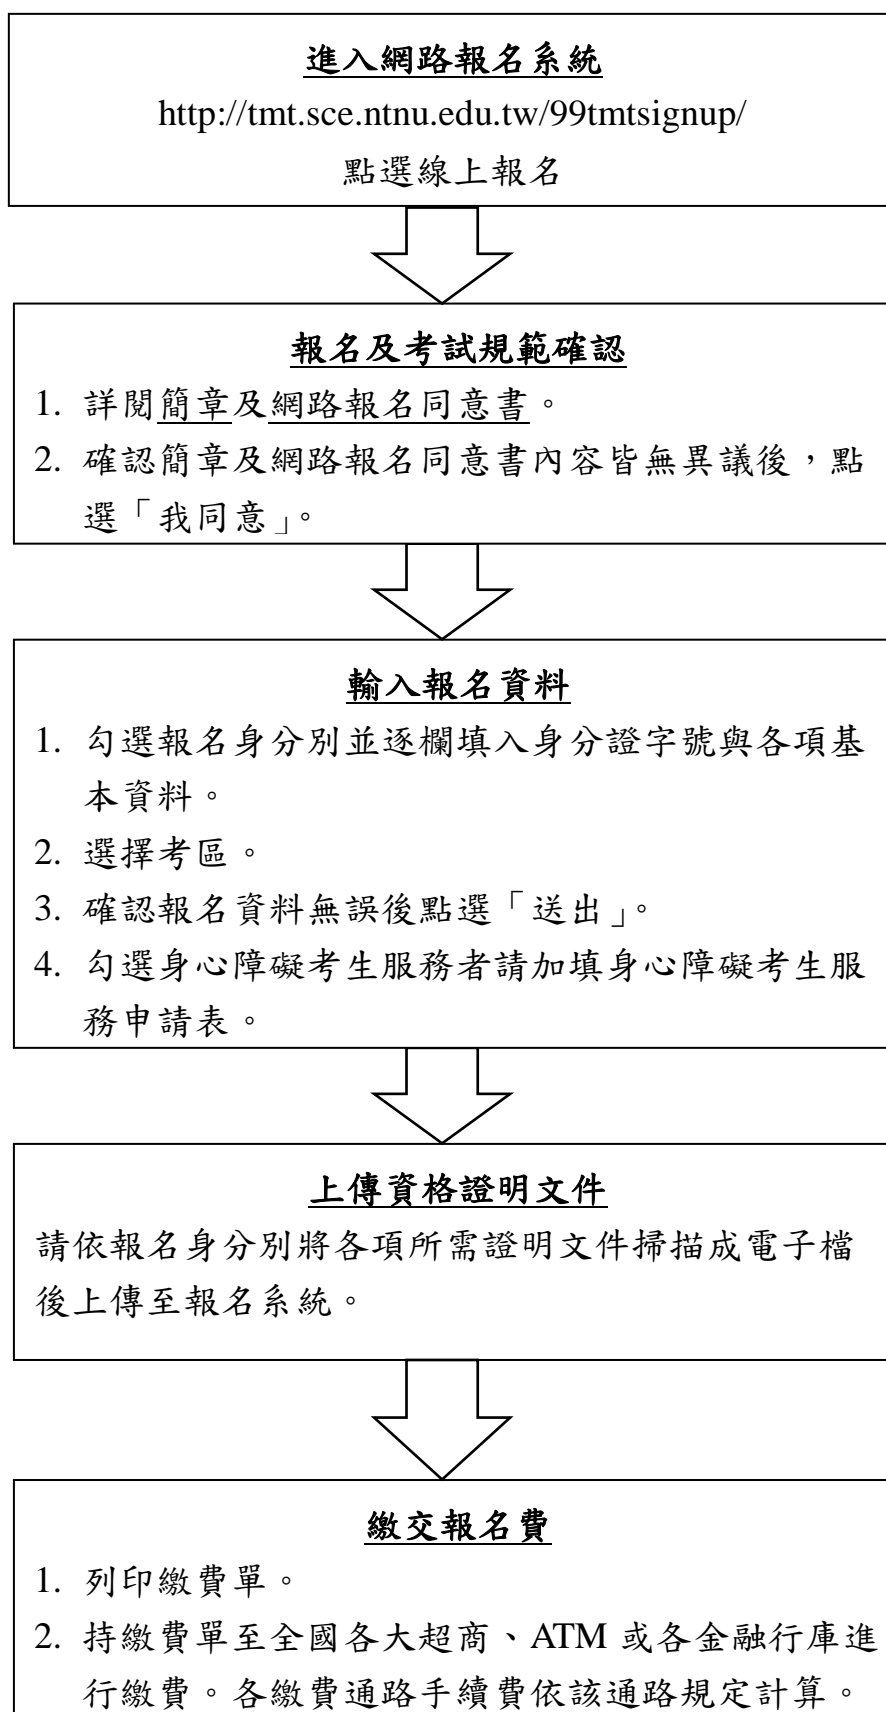 進入網路報名系統
http://tmt.sce.ntnu.edu.tw/99tmtsignup/
點選線上報名
報名及考試規範確認
1. 詳閱簡章及網路報名同意書。
2. 確認簡章及網路報名同意書內容皆無異議後，點
選「我同意」。
輸入報名資料
1. 勾選報名身分別並逐欄填入身分證字號與各項基
本資料。
2. 選擇考區。
3. 確認報名資料無誤後點選「送出」。
4. 勾選身心障礙考生服務者請加填身心障礙考生服
務申請表。
上傳資格證明文件
請依報名身分別將各項所需證明文件掃描成電子檔
後上傳至報名系統。
繳交報名費
1. 列印繳費單。
2. 持繳費單至全國各大超商、ATM 或各金融行庫進
行繳費。各繳費通路手續費依該通路規定計算。